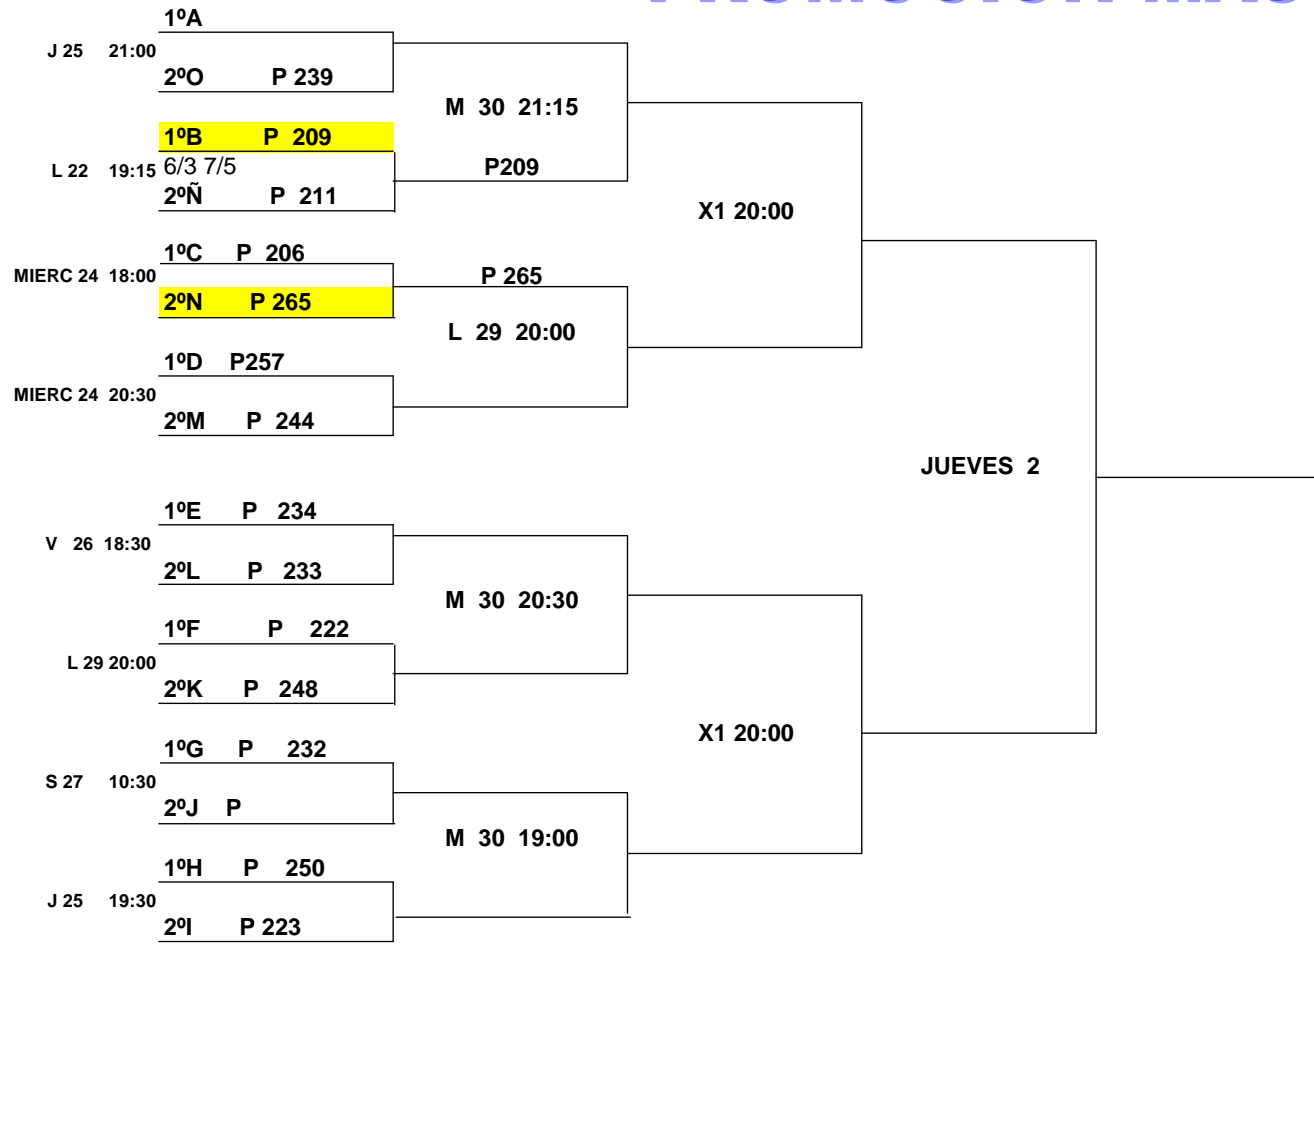 1ºA
J 25 21:00
2ºO P 239
M 30 21:15
1ºB P 209
L 22 19:15 6/3 7/5
P209
2ºÑ P 211
X1 20:00
1ºC P 206
MIERC 24 18:00
P 265
2ºN P 265
L 29 20:00
1ºD P257
MIERC 24 20:30
2ºM P 244
JUEVES 2
1ºE P 234
V 26 18:30
2ºL P 233
M 30 20:30
1ºF P 222
L 29 20:00
2ºK P 248
X1 20:00
1ºG P 232
S 27 10:30
2ºJ P
M 30 19:00
1ºH P 250
J 25 19:30
2ºI P 223